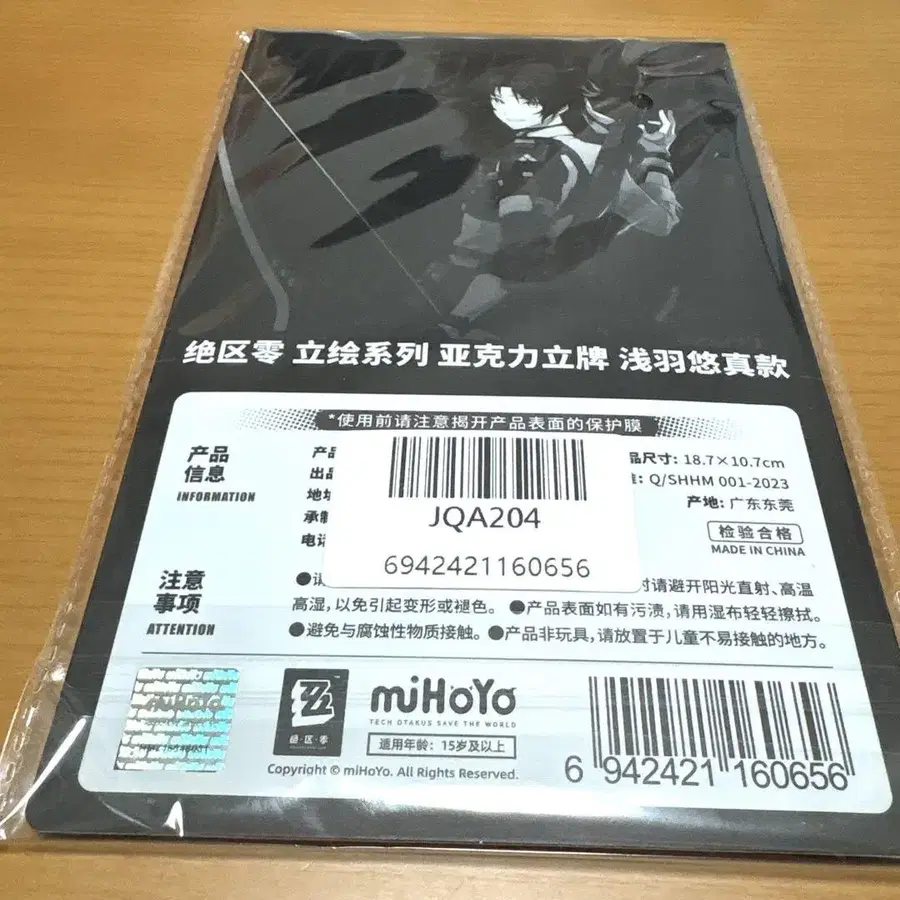 绝区零 立绘系列 亚克力立牌 浅羽悠真款
*使用前请注意揭开产品表面的保护膜
产品
信息
INFORMATION
品尺寸: 18.7×10.7cm
Q/SHHM 001-2023
产地: 广东东莞
检验合格
MADE IN CHINA
JQA204
6942421160656
注意
事项
ATTENTION
时请避开阳光直射、高温
高湿，以免引起变形或褪色。●产品表面如有污渍，请用湿布轻轻擦拭。
●避免与腐蚀性物质接触。●产品非玩具，请放置于儿童不易接触的地方。
miHoYo
绝·区·零
miHoYo
TECH OTAKUS SAVE THE WORLD
适用年龄：15岁及以上
Copyright © miHoYo. All Rights Reserved.
6 942421 160656